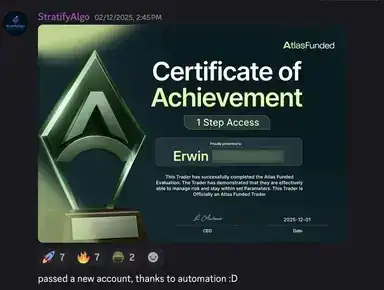 StratifyAlgo 02/12/2025, 2:45 PM
AtlasFunded
Certificate of
Achievement
1 Step Access
Proudly presented to
Erwin
This Trader has successfully completed the Atlas Funded
Evaluation. The Trader has demonstrated that they are effectively
able to manage risk and stay within set Parameters. This Trader is
Officially an Atlas Funded Trader
2025-12-01
CEO
Date
7
7
2
passed a new account, thanks to automation :D